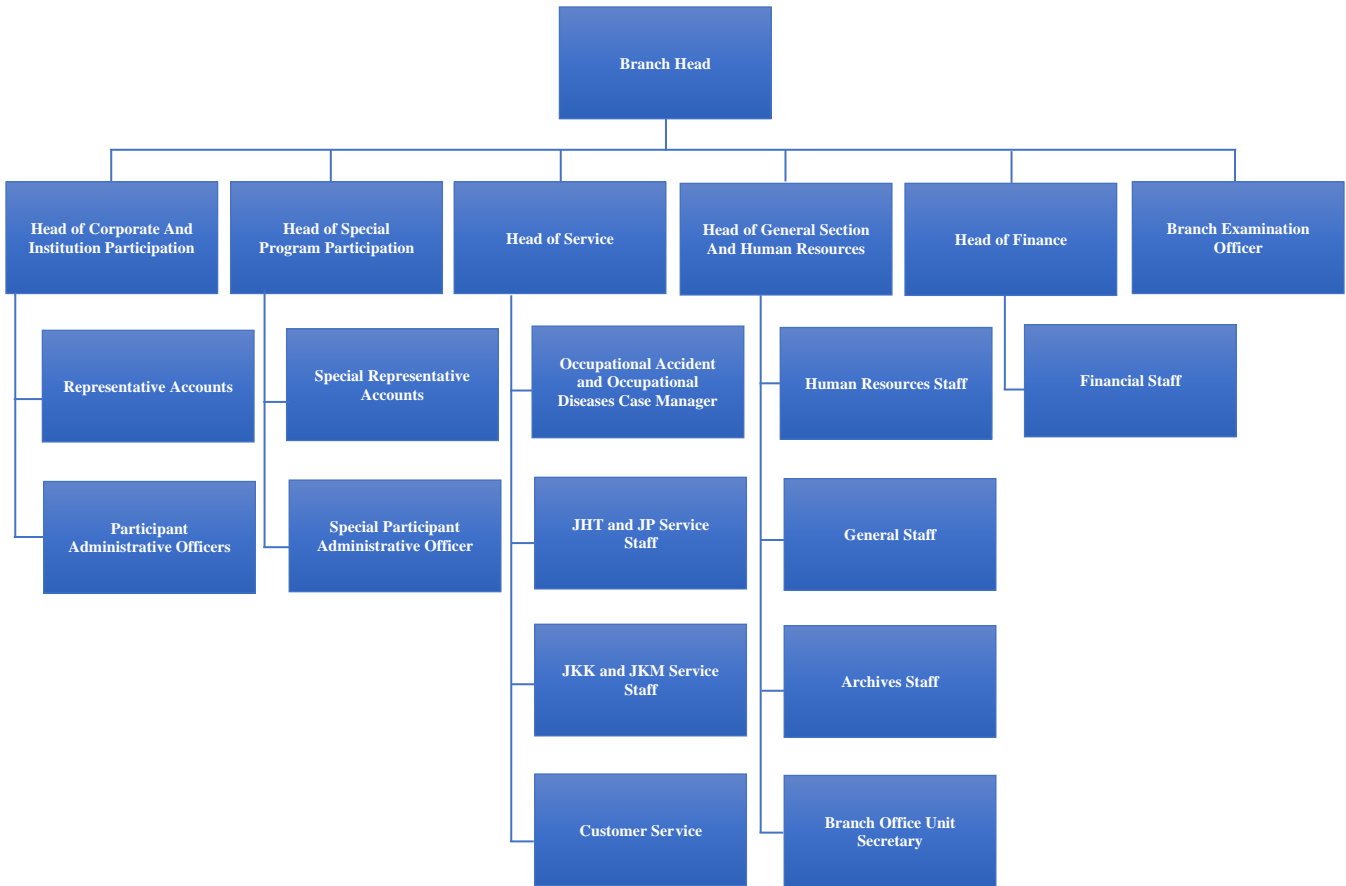 Branch Head
Head of Corporate And
Institution Participation
Head of Special
Program Participation
Head of Service
Head of General Section
And Human Resources
Head of Finance
Branch Examination
Officer
Representative Accounts
Special Representative
Accounts
Occupational Accident
and Occupational
Diseases Case Manager
Human Resources Staff
Financial Staff
Participant
Administrative Officers
Special Participant
Administrative Officer
JHT and JP Service
Staff
General Staff
JKK and JKM Service
Staff
Archives Staff
Customer Service
Branch Office Unit
Secretary